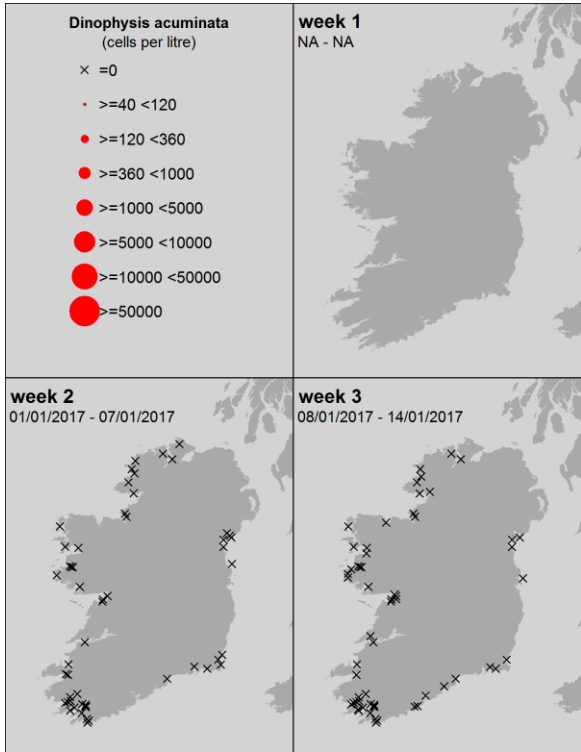 Dinophysis acuminata
(cells per litre)
=0
>=40 <120
>=120 <360
>=360 <1000
>=1000 <5000
>=5000 <10000
>=10000 <50000
>=50000
week 1
NA - NA
week 2
01/01/2017 - 07/01/2017
week 3
08/01/2017 - 14/01/2017